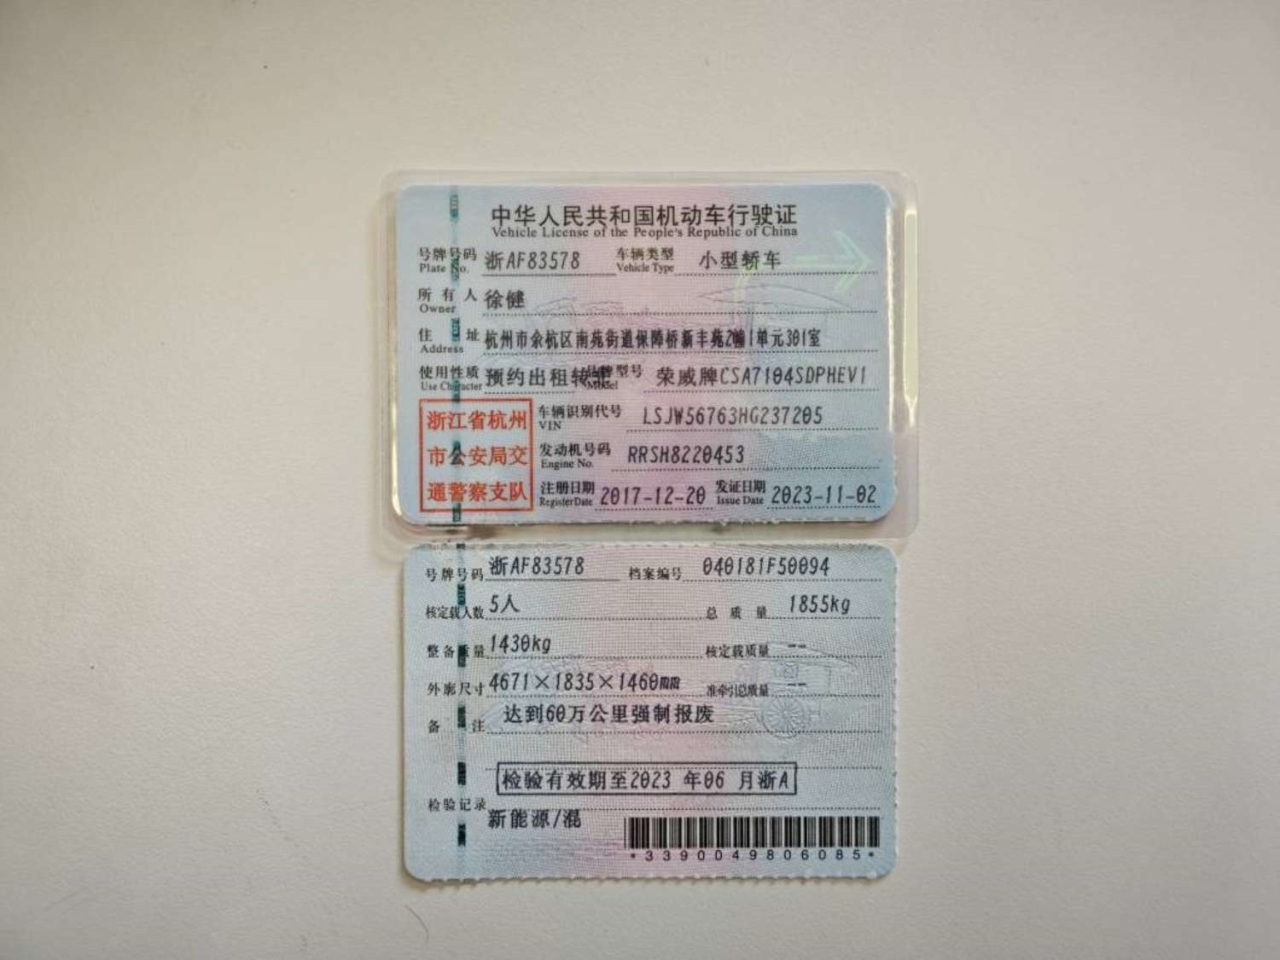 中华人民共和国机动车行驶证
Vehicle License of the People's Republic of China
号牌号码 浙AF83578 车辆类型 小型轿车
Plate No. Vehicle Type
所有人 徐健
Owner
住址 杭州市余杭区南苑街道保障桥新丰苑2幢1单元301室
Address
使用性质 预约出租转非 品牌型号 荣威牌CSA7104SDPHEV1
Use Character Model
浙江省杭州
市公安局交
通警察支队
车辆识别代号 LSJW56763HG237205
VIN
发动机号码 RRSH8220453
Engine No.
注册日期 2017-12-20 发证日期 2023-11-02
Register Date Issue Date
号牌号码 浙AF83578 档案编号 040181F50094
核定载人数 5人 总质量 1855kg
整备质量 1430kg 核定载质量 --
外廓尺寸 4671×1835×1460mm 准牵引总质量 --
备注 达到60万公里强制报废
检验有效期至2023 年06 月浙A
检验记录
新能源/混
*3390049806085*